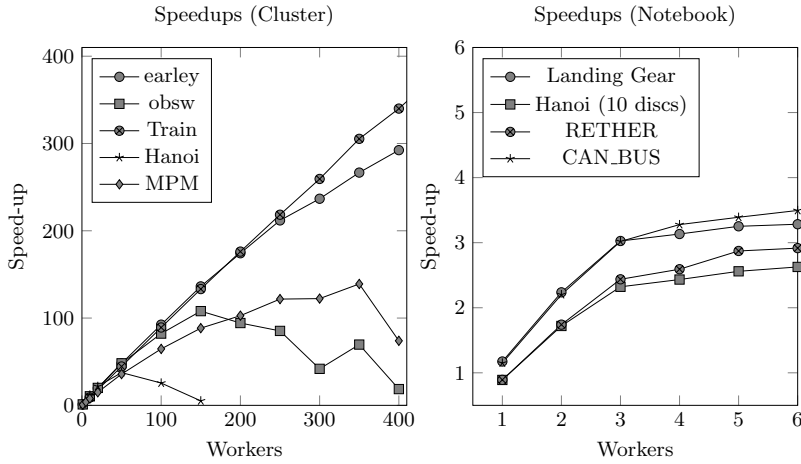 Speedups (Cluster)
Speed-up
400
300
200
100
0
earley
obsw
Train
Hanoi
MPM
0 100 200 300 400
Workers
Speedups (Notebook)
Speed-up
6
5
4
3
2
1
Landing Gear
Hanoi (10 discs)
RETHER
CAN_BUS
1 2 3 4 5 6
Workers